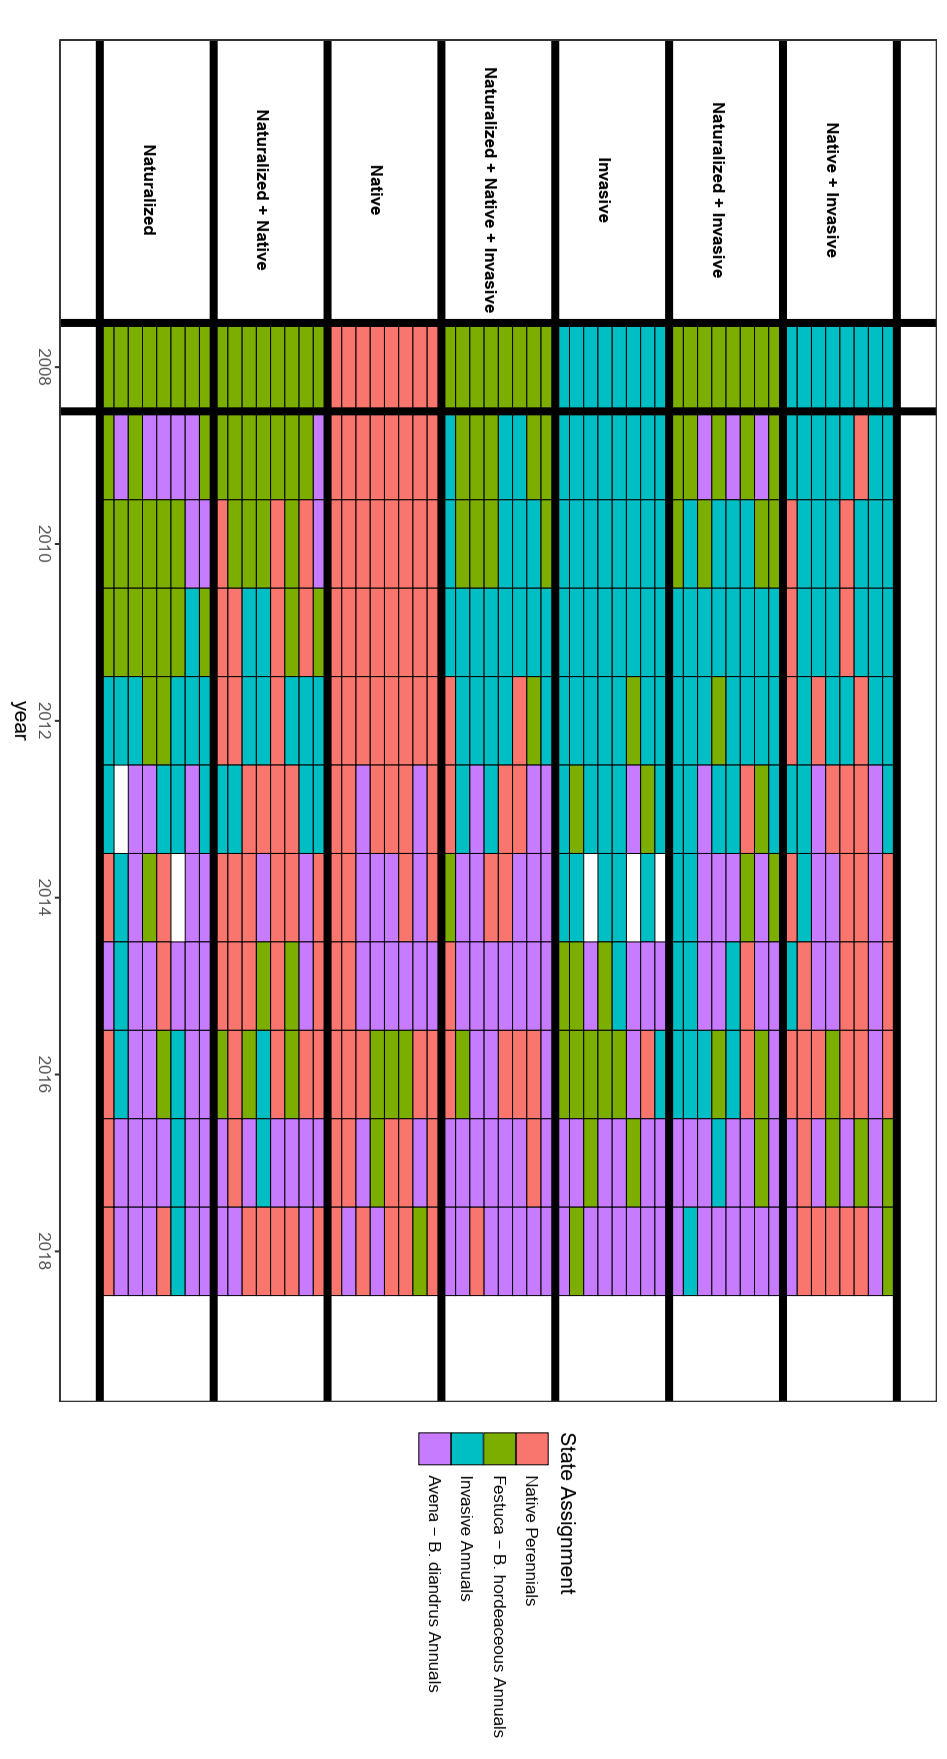 Native + Invasive
Naturalized + Invasive
Invasive
Naturalized + Native + Invasive
Native
Naturalized + Native
Naturalized
2008
2010
2012
2014
2016
2018
year
State Assignment
Native Perennials
Festuca − B. hordeaceous Annuals
Invasive Annuals
Avena − B. diandrus Annuals